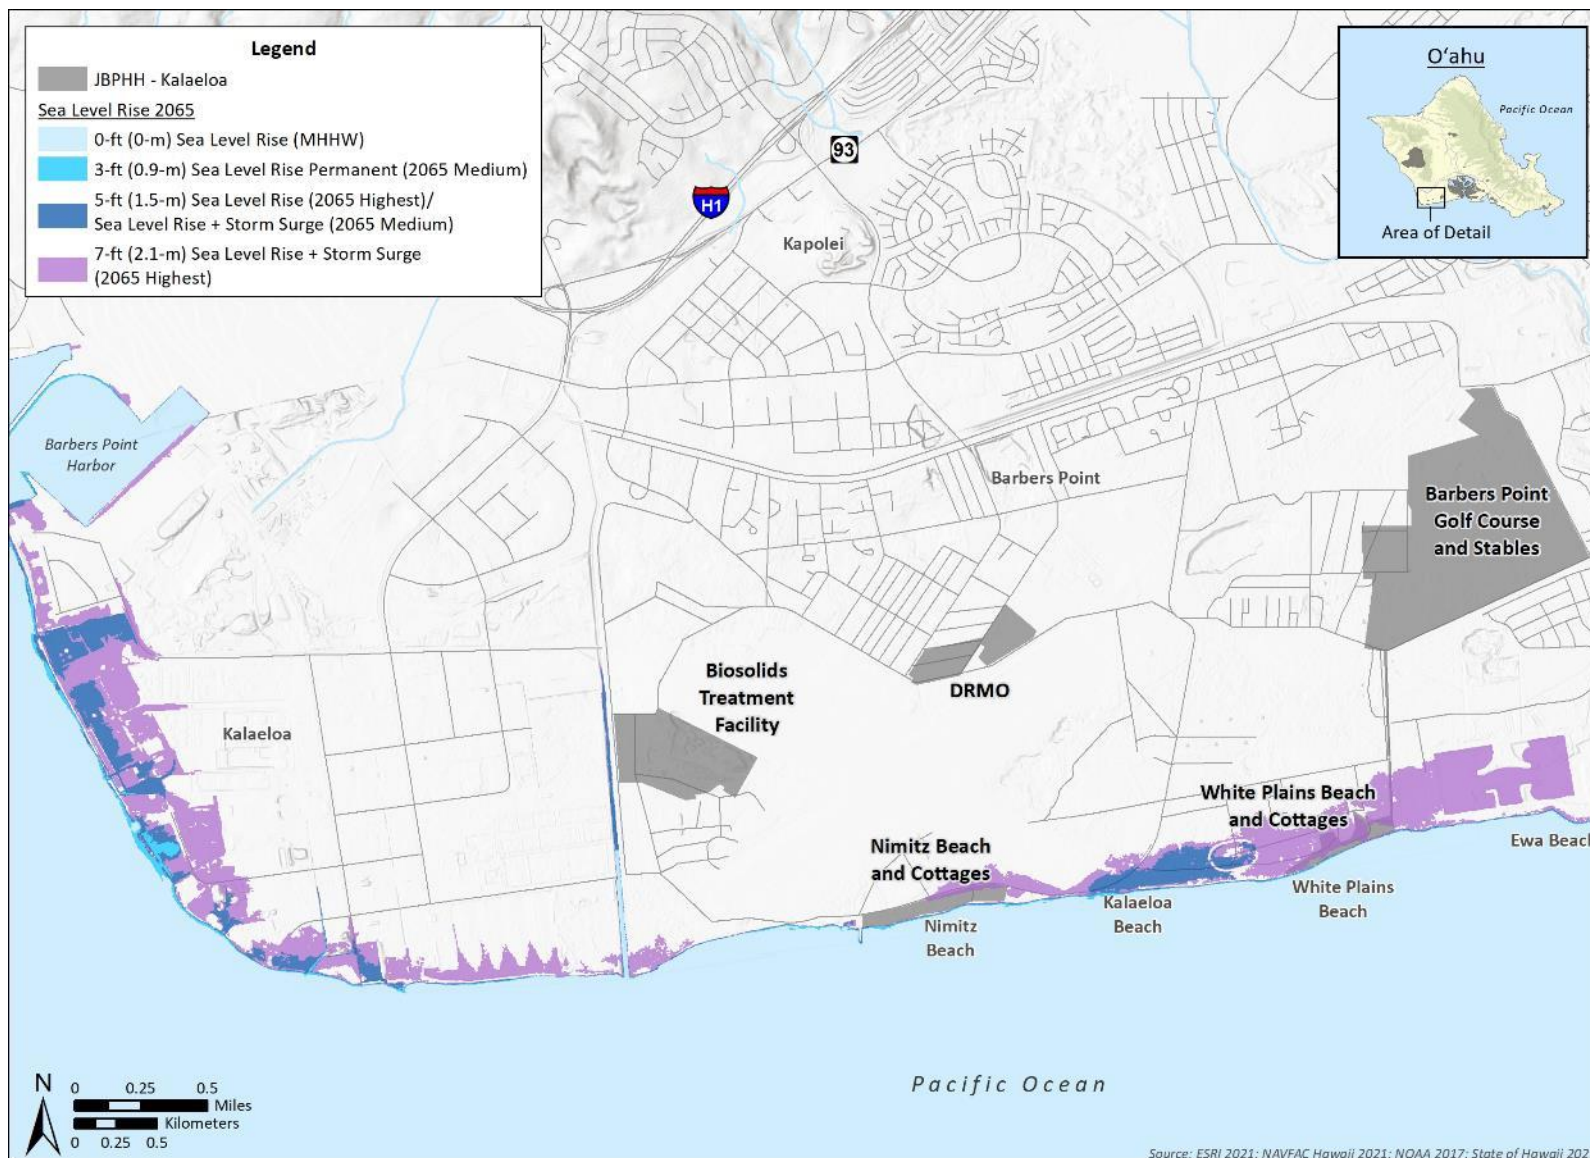 Legend
JBPHH - Kalaeloa
Sea Level Rise 2065
0-ft (0-m) Sea Level Rise (MHHW)
3-ft (0.9-m) Sea Level Rise Permanent (2065 Medium)
5-ft (1.5-m) Sea Level Rise (2065 Highest)/
Sea Level Rise + Storm Surge (2065 Medium)
7-ft (2.1-m) Sea Level Rise + Storm Surge
(2065 Highest)
Oʻahu
Pacific Ocean
Area of Detail
93
H1
Kapolei
Barbers Point
Harbor
Barbers Point
Barbers Point
Golf Course
and Stables
Biosolids
Treatment
Facility
DRMO
Kalaeloa
White Plains Beach
and Cottages
Nimitz Beach
and Cottages
Ewa Beach
White Plains
Beach
Kalaeloa
Beach
Nimitz
Beach
Pacific Ocean
N
0 0.25 0.5
Miles
Kilometers
0 0.25 0.5
Source: ESRI 2021; NAVFAC Hawaii 2021; NOAA 2017; State of Hawaii 202